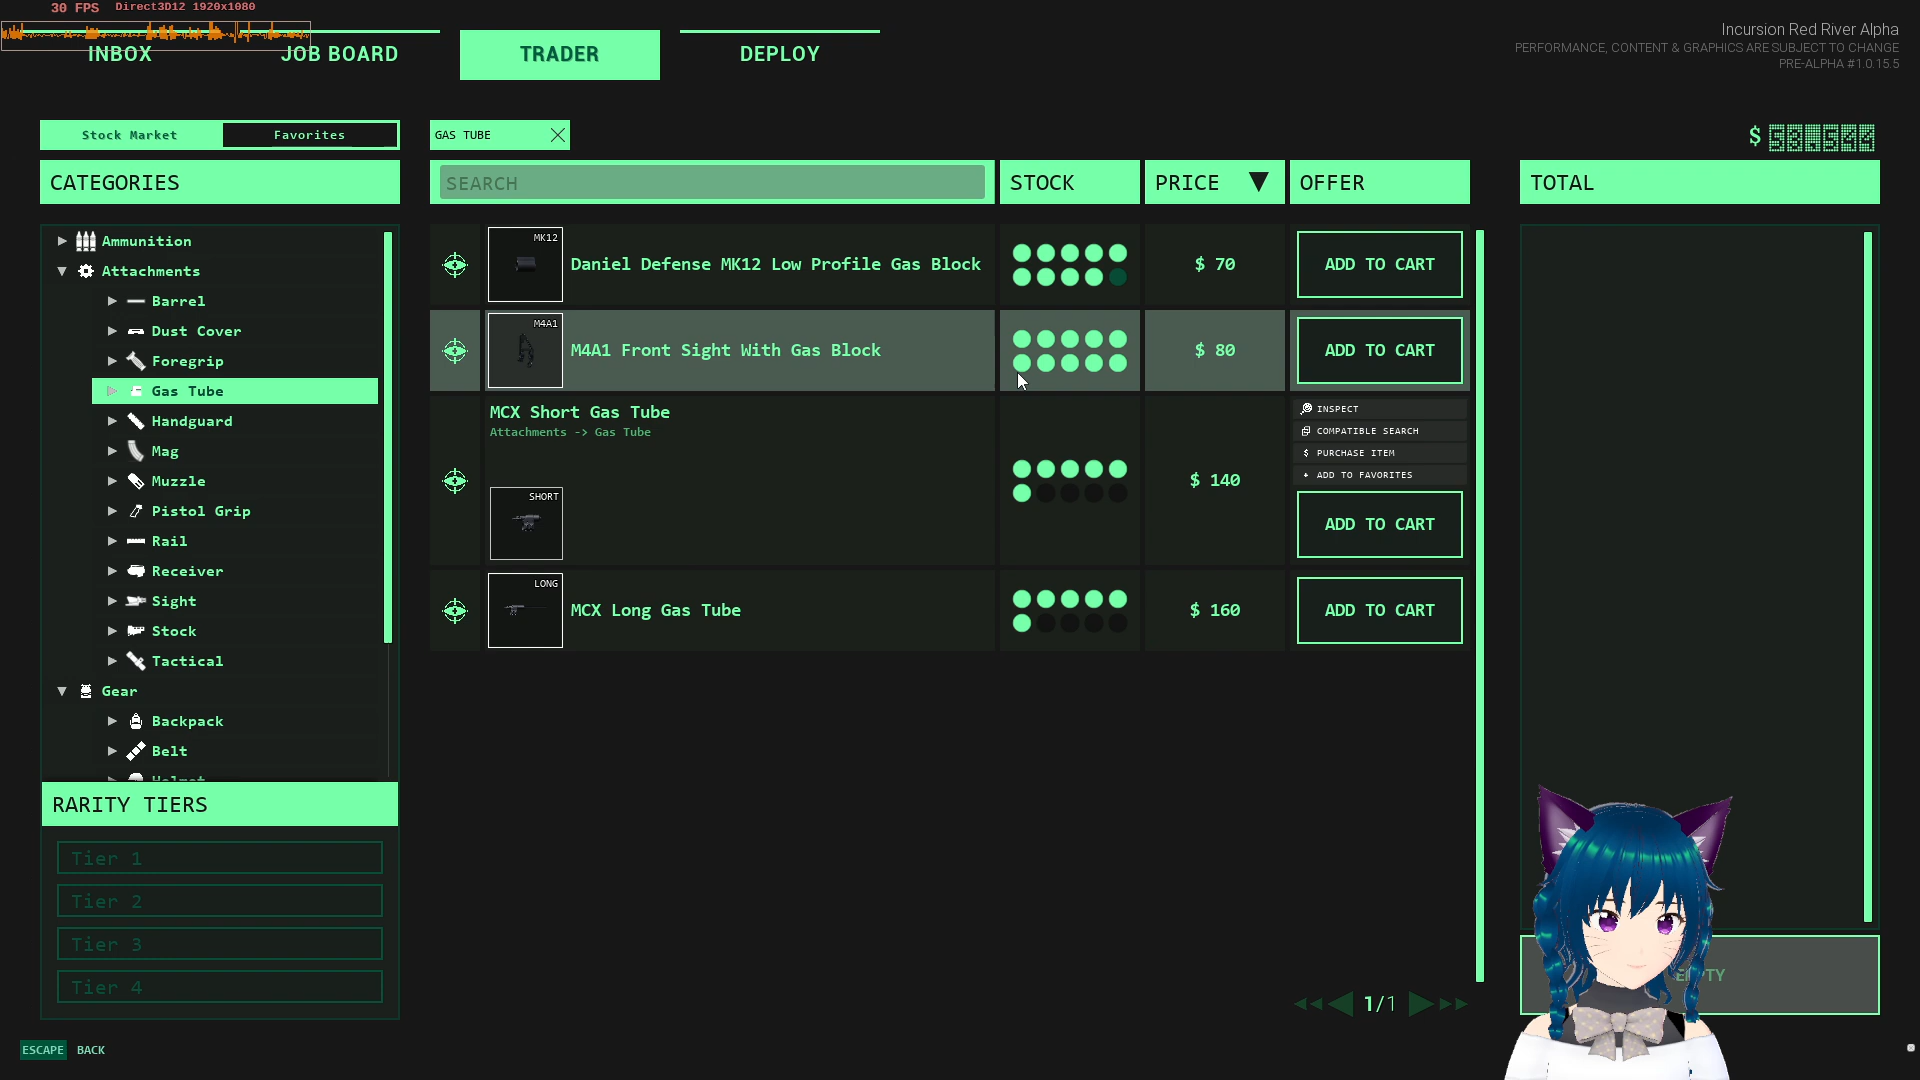 30 FPS
Direct3D12 1920x1080
INBOX
JOB BOARD
TRADER
DEPLOY
Incursion Red River Alpha
PERFORMANCE, CONTENT & GRAPHICS ARE SUBJECT TO CHANGE
PRE-ALPHA #1.0.15.5
Stock Market
Favorites
GAS TUBE
$
CATEGORIES
SEARCH
STOCK
PRICE
OFFER
TOTAL
Ammunition
Attachments
Barrel
Dust Cover
Foregrip
Gas Tube
Handguard
Mag
Muzzle
Pistol Grip
Rail
Receiver
Sight
Stock
Tactical
Gear
Backpack
Belt
Helmet
RARITY TIERS
Tier 1
Tier 2
Tier 3
Tier 4
MK12
Daniel Defense MK12 Low Profile Gas Block
$ 70
ADD TO CART
M4A1
M4A1 Front Sight With Gas Block
$ 80
ADD TO CART
MCX Short Gas Tube
Attachments -> Gas Tube
SHORT
$ 140
INSPECT
COMPATIBLE SEARCH
$ PURCHASE ITEM
+ ADD TO FAVORITES
ADD TO CART
LONG
MCX Long Gas Tube
$ 160
ADD TO CART
1/1
ESCAPE BACK